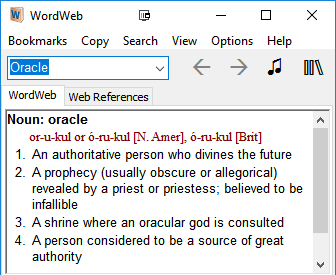 WordWeb
Bookmarks Copy Search View Options Help
Oracle
WordWeb Web References
Noun: oracle
or-u-kul or ó-ru-kul [N. Amer], ó-ru-kul [Brit]
1. An authoritative person who divines the future
2. A prophecy (usually obscure or allegorical)
revealed by a priest or priestess; believed to be
infallible
3. A shrine where an oracular god is consulted
4. A person considered to be a source of great
authority